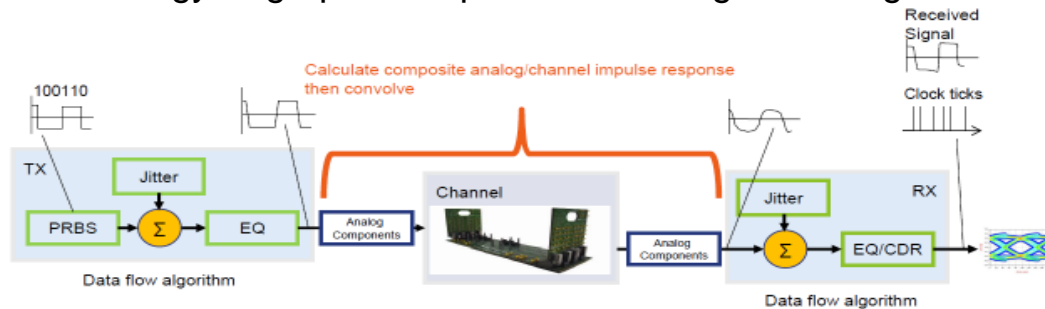 Received
Signal
Calculate composite analog/channel impulse response
then convolve
100110
Clock ticks
TX
Jitter
PRBS
Σ
EQ
Analog
Components
Channel
Analog
Components
RX
Jitter
Σ
EQ/CDR
Data flow algorithm
Data flow algorithm